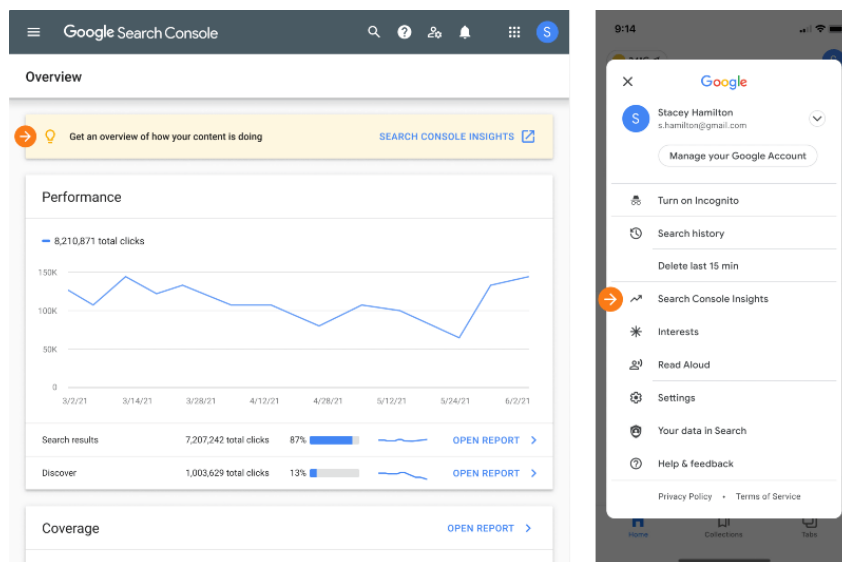 Google Search Console
S
Overview
Get an overview of how your content is doing
SEARCH CONSOLE INSIGHTS
Performance
8,210,871 total clicks
150K
100K
50K
0
3/2/21 3/14/21 3/28/21 4/12/21 4/28/21 5/12/21 5/24/21 6/2/21
Search results 7,207,242 total clicks 87% OPEN REPORT
Discover 1,003,629 total clicks 13% OPEN REPORT
Coverage OPEN REPORT
9:14
Google
S
Stacey Hamilton
s.hamilton@gmail.com
Manage your Google Account
Turn on Incognito
Search history
Delete last 15 min
Search Console Insights
Interests
Read Aloud
Settings
Your data in Search
Help & feedback
Privacy Policy • Terms of Service
Home Collections Tabs